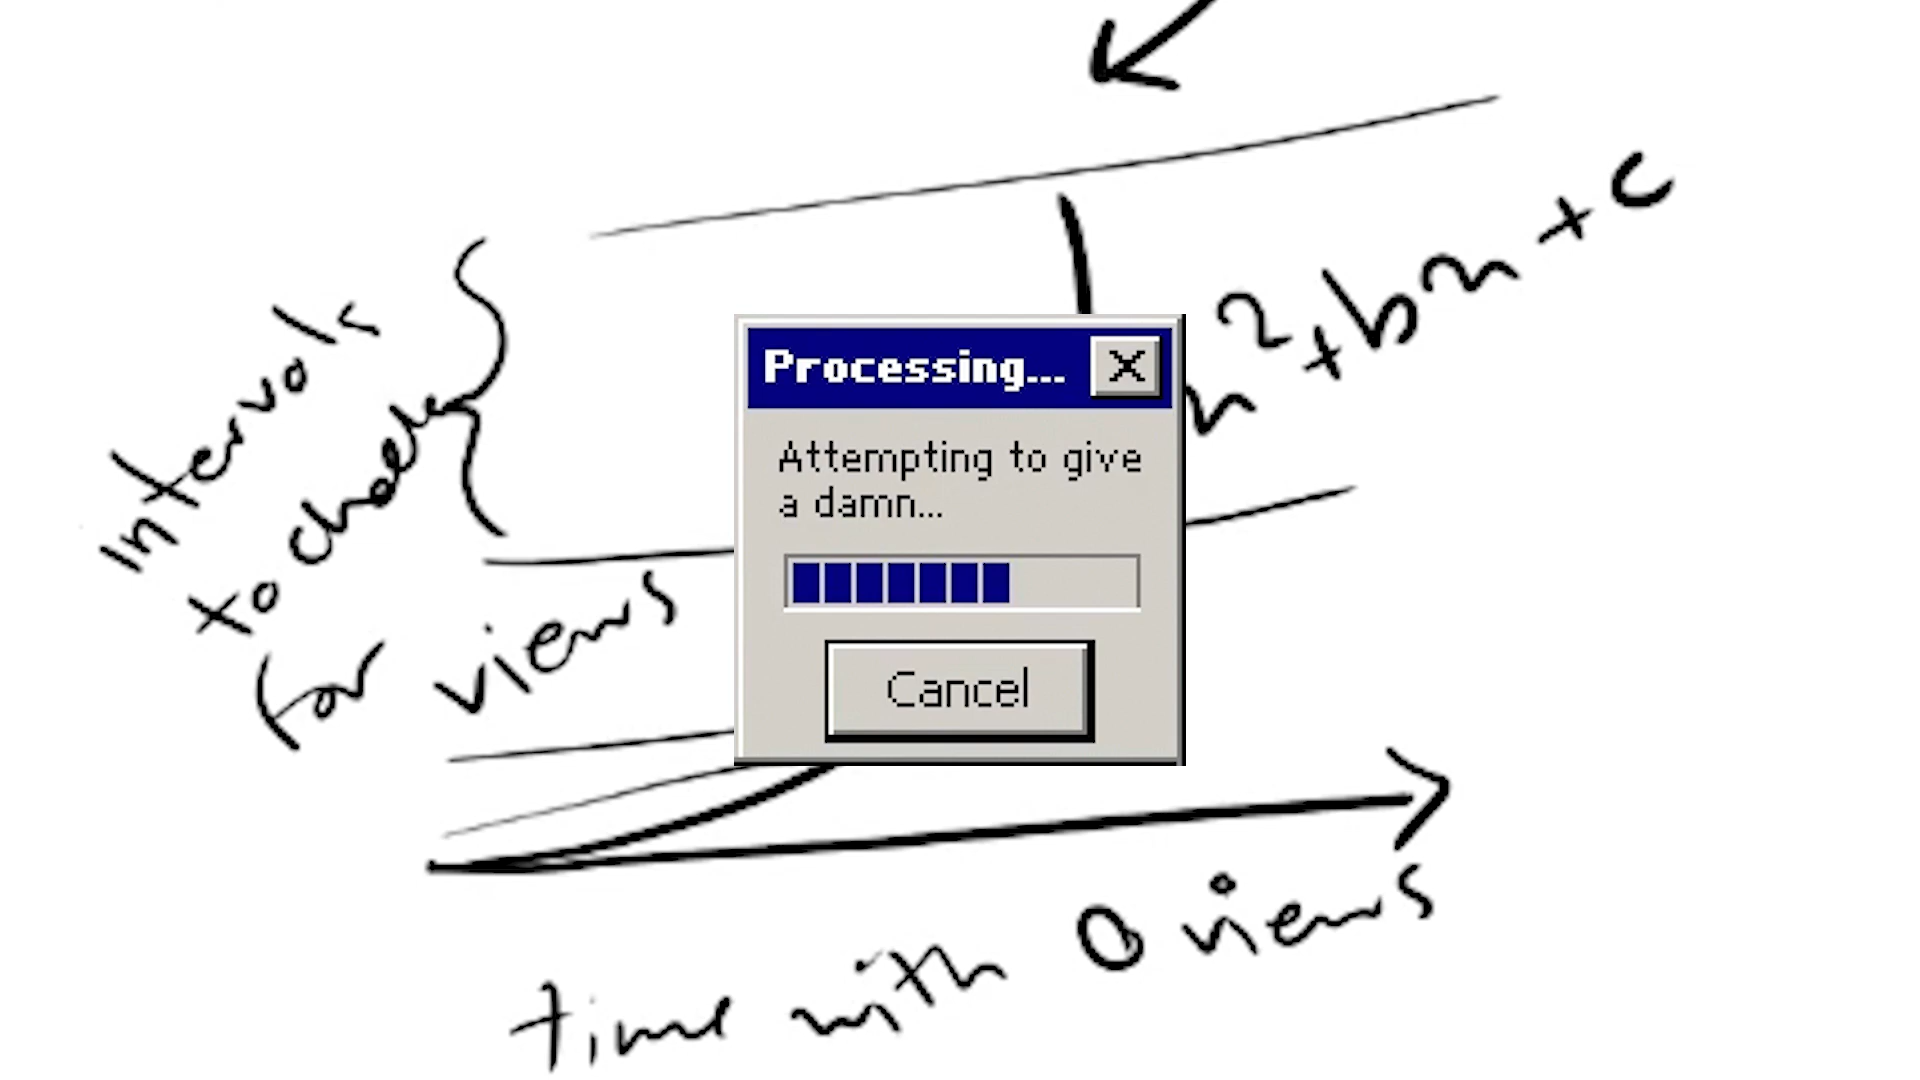 Intervals
to check
for views
n²+bn+c
Processing...
Attempting to give
a damn...
Cancel
time with 0 views